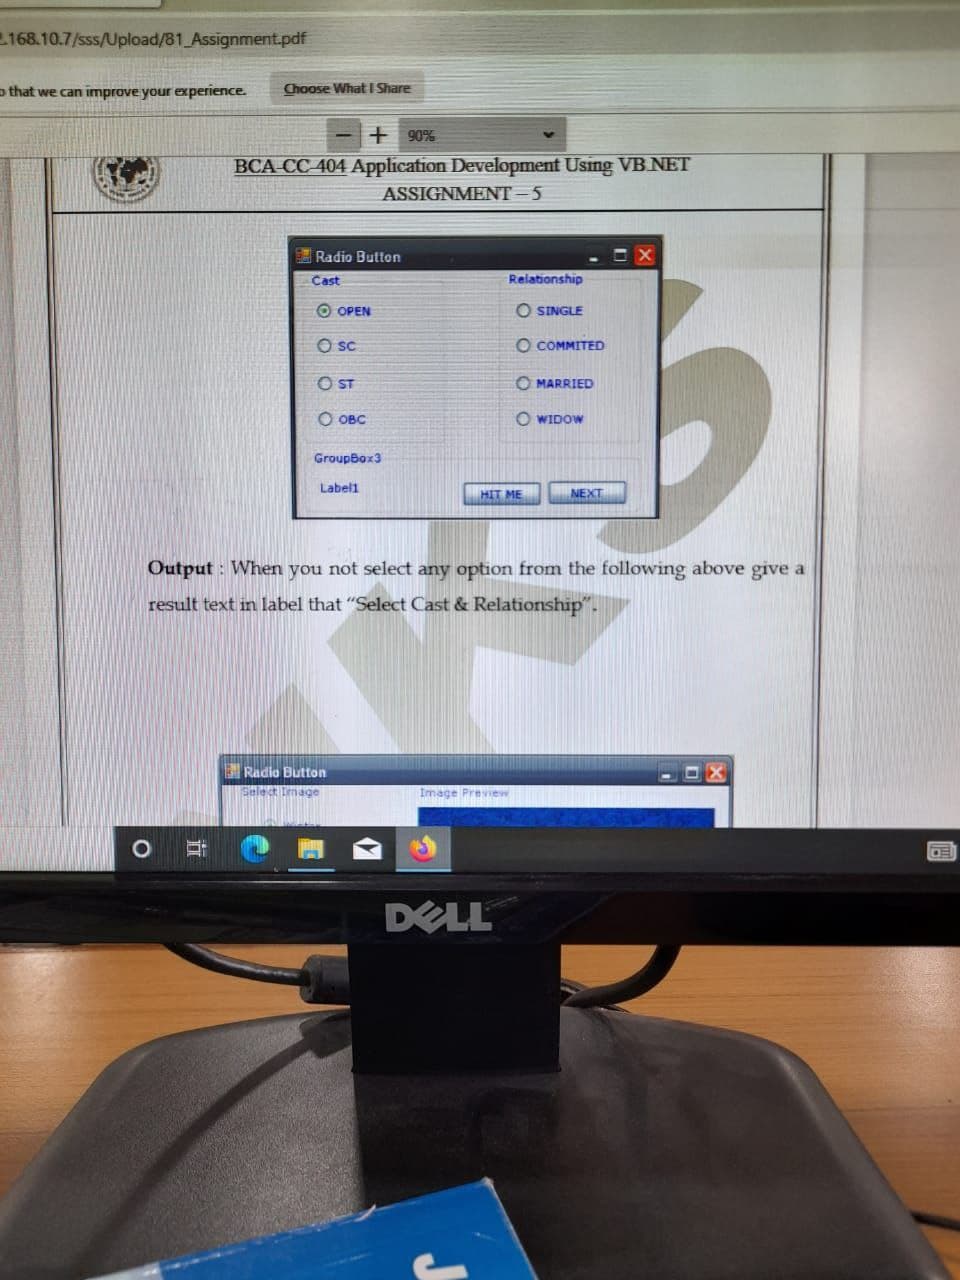 .168.10.7/sss/Upload/81_Assignment.pdf
o that we can improve your experience. Choose What I Share
− + 90%
BCA-CC-404 Application Development Using VB.NET
ASSIGNMENT – 5
Radio Button
Cast Relationship
OPEN SINGLE
SC COMMITED
ST MARRIED
OBC WIDOW
GroupBox3
Label1 HIT ME NEXT
Output : When you not select any option from the following above give a
result text in label that “Select Cast & Relationship”.
Radio Button
Select Image Image Preview
Winter
DELL
J